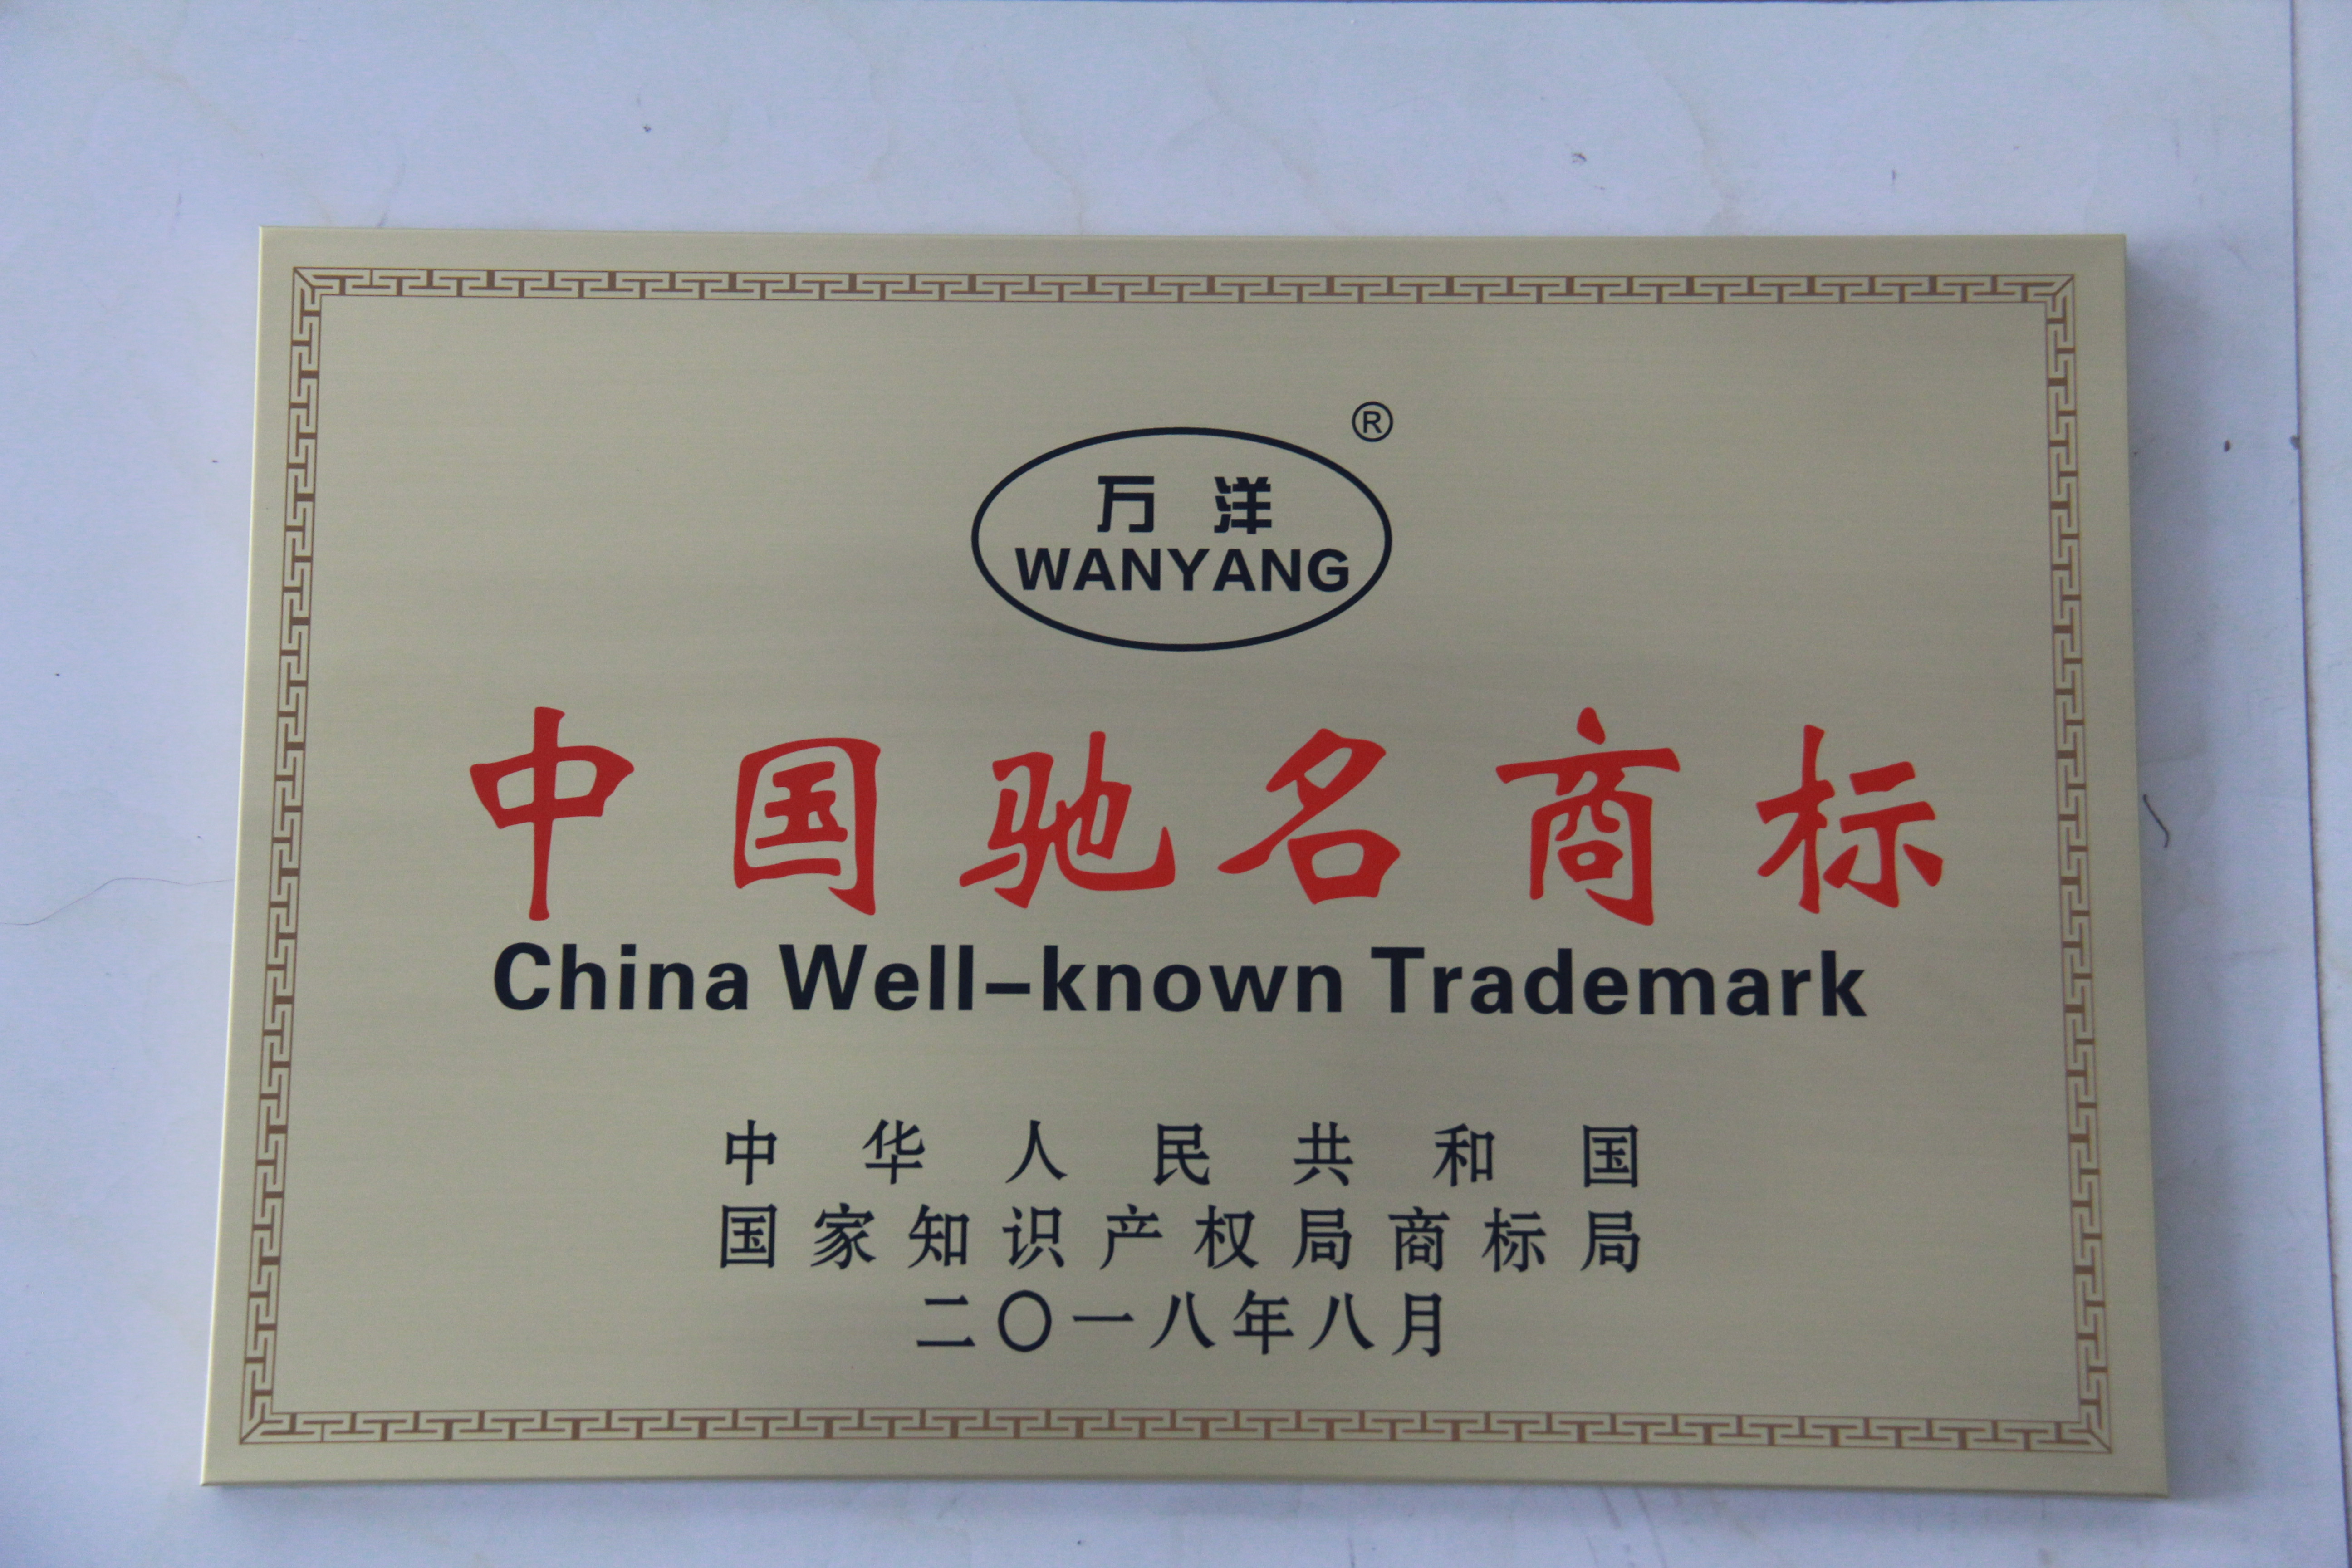 ®
万 洋
WANYANG
中国驰名商标
China Well-known Trademark
中华人民共和国
国家知识产权局商标局
二〇一八年八月